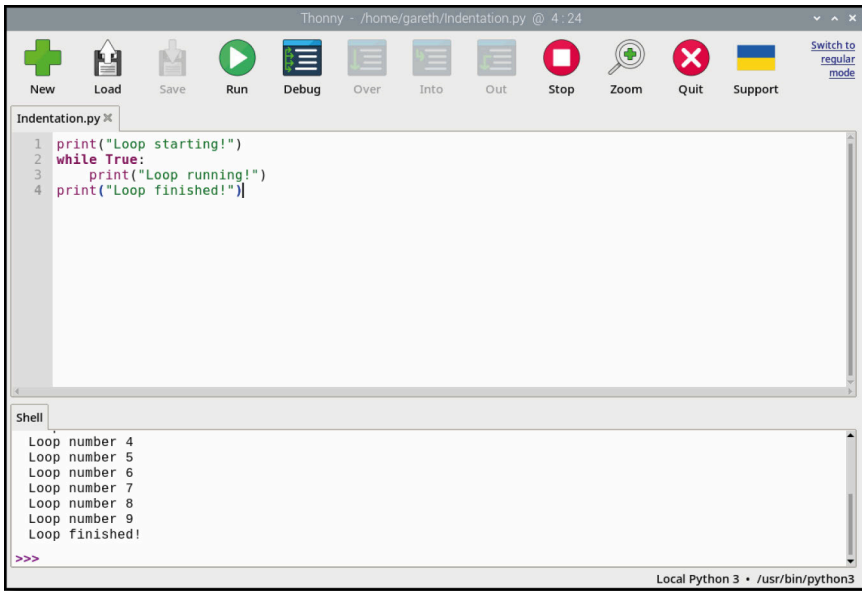 Thonny - /home/gareth/Indentation.py @ 4:24
New Load Save Run Debug Over Into Out Stop Zoom Quit Support
Switch to
regular
mode
Indentation.py
1 print("Loop starting!")
2 while True:
3     print("Loop running!")
4 print("Loop finished!")
Shell
Loop number 4
Loop number 5
Loop number 6
Loop number 7
Loop number 8
Loop number 9
Loop finished!
>>>
Local Python 3 • /usr/bin/python3